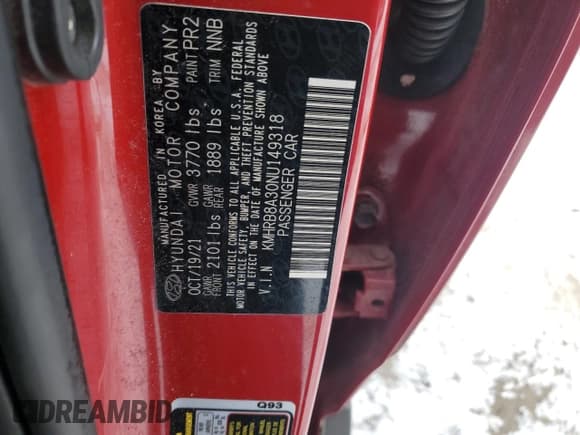 MANUFACTURED IN KOREA BY
HYUNDAI MOTOR COMPANY
OCT/19/21 GVWR 3770 lbs PAINT PR2
GAWR FRONT 2101 lbs GAWR REAR 1889 lbs TRIM NNB
THIS VEHICLE CONFORMS TO ALL APPLICABLE U.S.A. FEDERAL
MOTOR VEHICLE SAFETY, BUMPER, AND THEFT PREVENTION STANDARDS
IN EFFECT ON THE DATE OF MANUFACTURE SHOWN ABOVE
V.I.N KMHRB8A30NU149318
PASSENGER CAR
Q93
DREAMBID